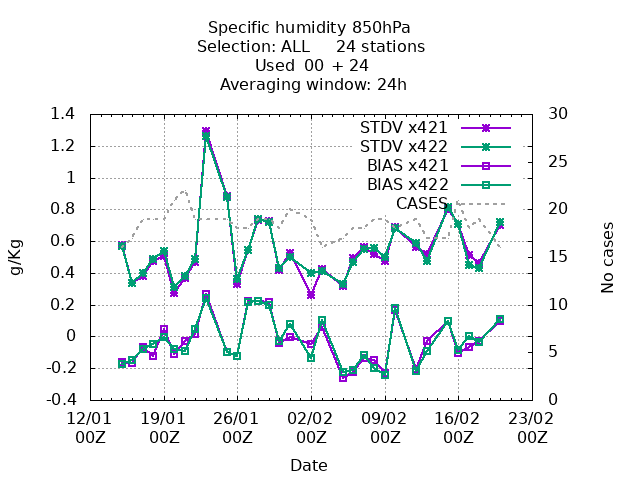 Specific humidity 850hPa
Selection: ALL 24 stations
Used 00 + 24
Averaging window: 24h
1.4
1.2
1
0.8
0.6
0.4
0.2
0
-0.2
-0.4
g/Kg
30
25
20
15
10
5
0
No cases
STDV x421
STDV x422
BIAS x421
BIAS x422
CASES
12/01 19/01 26/01 02/02 09/02 16/02 23/02
00Z 00Z 00Z 00Z 00Z 00Z 00Z
Date